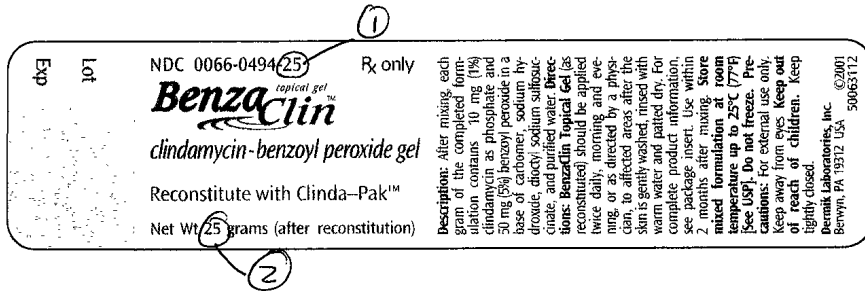 1
NDC 0066-0494-25
Rx only
Benza
topical gel
Clin™
clindamycin-benzoyl peroxide gel
Reconstitute with Clinda–Pak™
Net Wt 25 grams (after reconstitution)
2
Exp
Lot
Description: After mixing, each
gram of the completed form-
ulation contains 10 mg (1%)
clindamycin as phosphate and
50 mg (5%) benzoyl peroxide in a
base of carbomer, sodium hy-
droxide, dioctyl sodium sulfosuc-
cinate, and purified water. Direc-
tions: BenzaClin Topical Gel (as
reconstituted) should be applied
twice daily, morning and eve-
ning, or as directed by a physi-
cian, to affected areas after the
skin is gently washed, rinsed with
warm water and patted dry. For
complete product information,
see package insert. Use within
2 months after mixing. Store
mixed formulation at room
temperature up to 25°C (77°F)
[See USP]. Do not freeze. Pre-
cautions: For external use only.
Keep away from eyes Keep out
of reach of children. Keep
tightly closed.
Dermik Laboratories, Inc.
Berwyn, PA 19312 USA ©2001
50063112